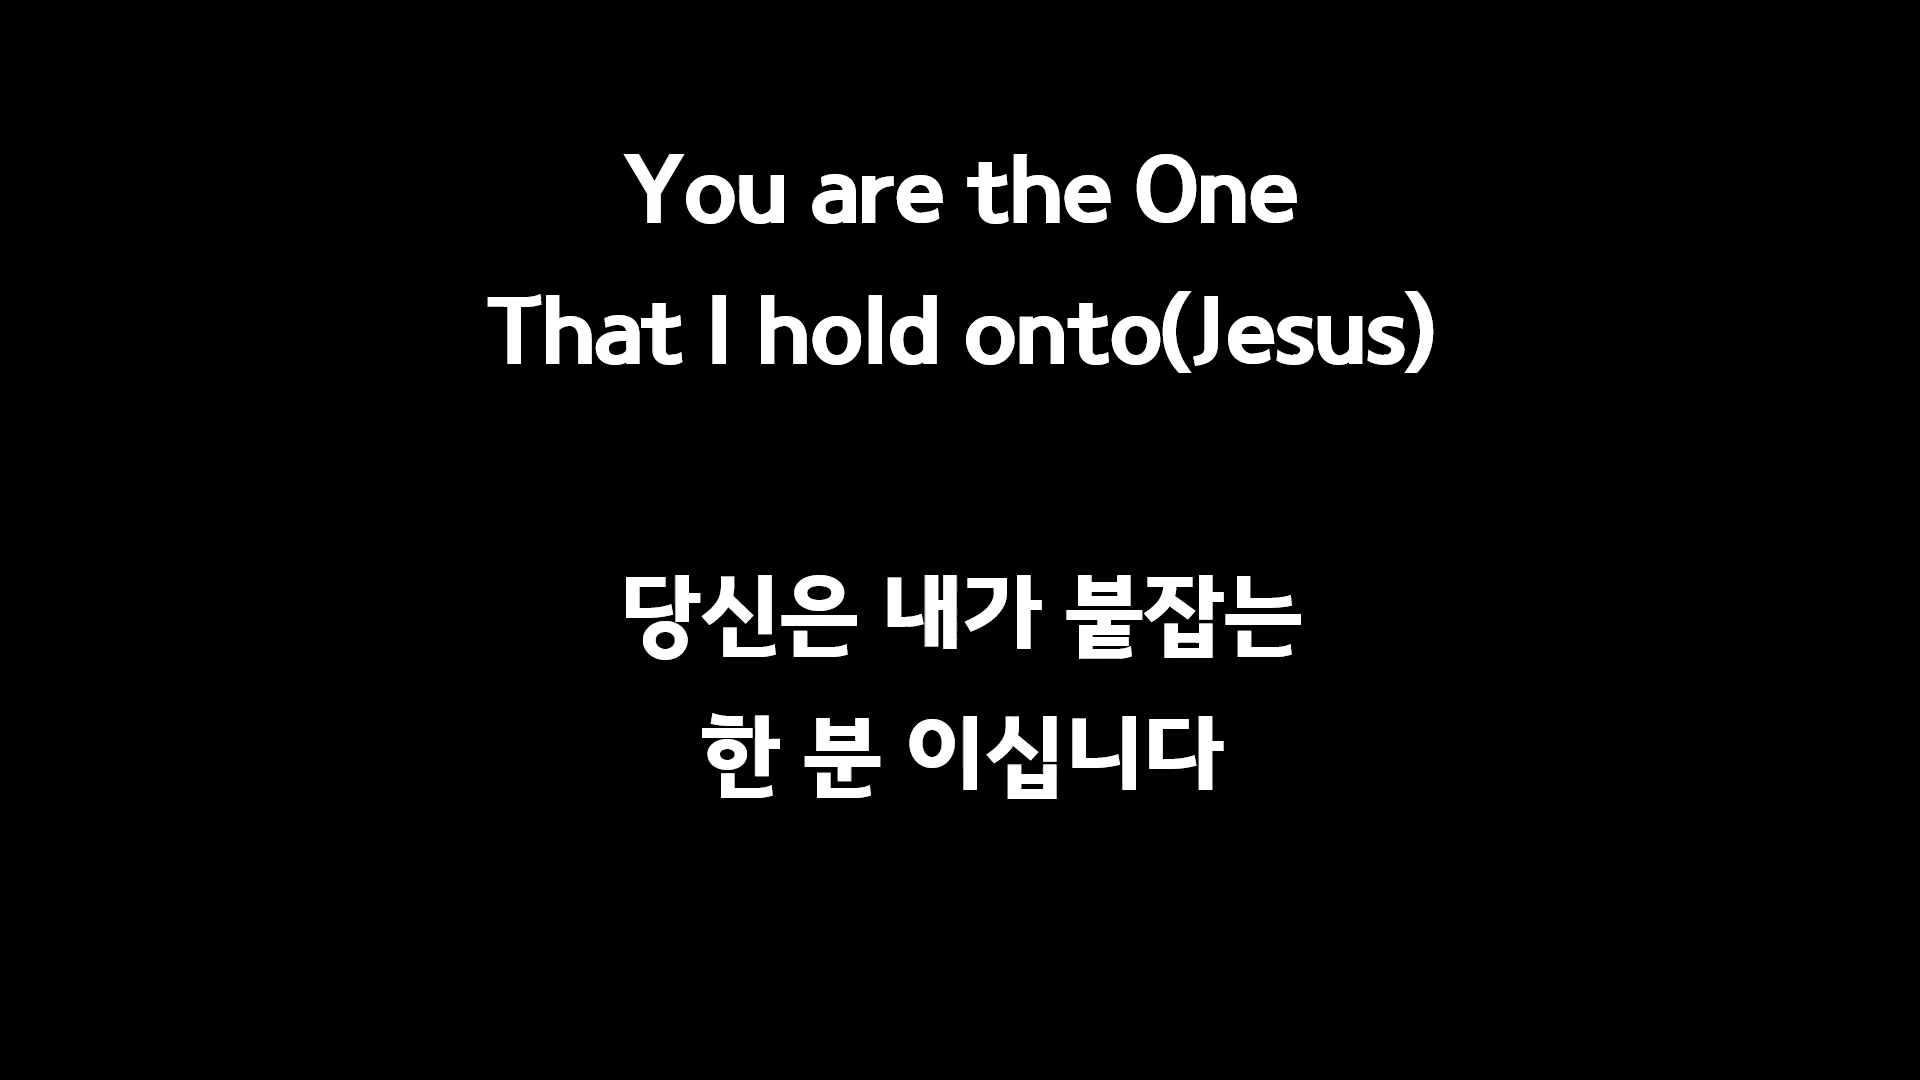 You are the One
That I hold onto(Jesus)
당신은 내가 붙잡는
한 분 이십니다